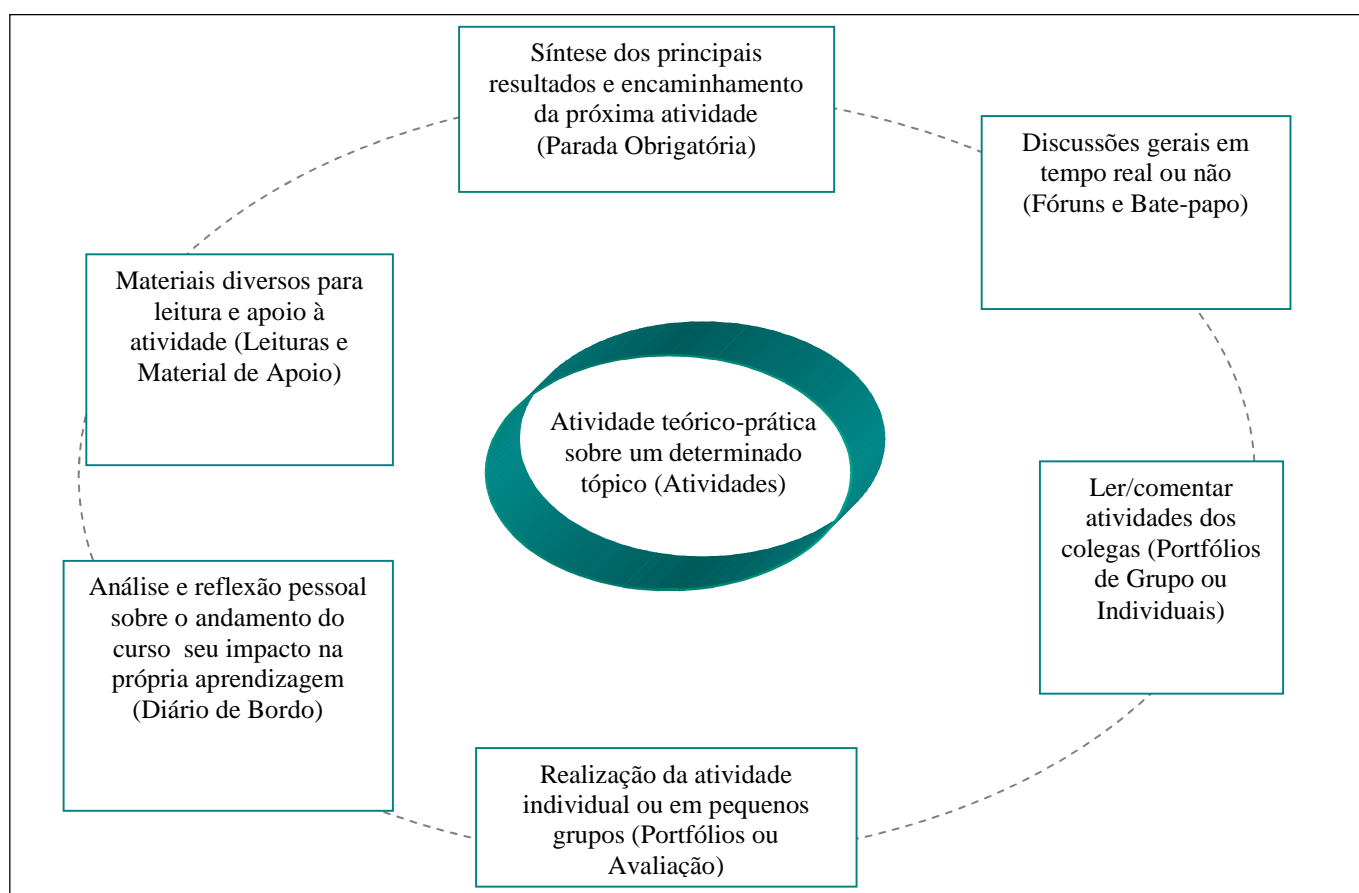 Síntese dos principais
resultados e encaminhamento
da próxima atividade
(Parada Obrigatória)
Discussões gerais em
tempo real ou não
(Fóruns e Bate-papo)
Materiais diversos para
leitura e apoio à
atividade (Leituras e
Material de Apoio)
Atividade teórico-prática
sobre um determinado
tópico (Atividades)
Ler/comentar
atividades dos
colegas (Portfólios
de Grupo ou
Individuais)
Análise e reflexão pessoal
sobre o andamento do
curso seu impacto na
própria aprendizagem
(Diário de Bordo)
Realização da atividade
individual ou em pequenos
grupos (Portfólios ou
Avaliação)